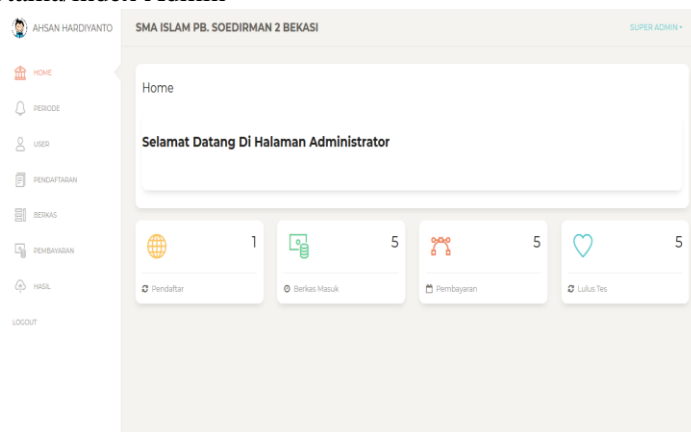 AHSAN HARDIYANTO
SMA ISLAM PB. SOEDIRMAN 2 BEKASI
SUPER ADMIN
HOME
PERIODE
USER
PENDAFTARAN
BERKAS
PEMBAYARAN
HASIL
LOGOUT
Home
Selamat Datang Di Halaman Administrator
1
Pendaftar
5
Berkas Masuk
5
Pembayaran
5
Lulus Tes